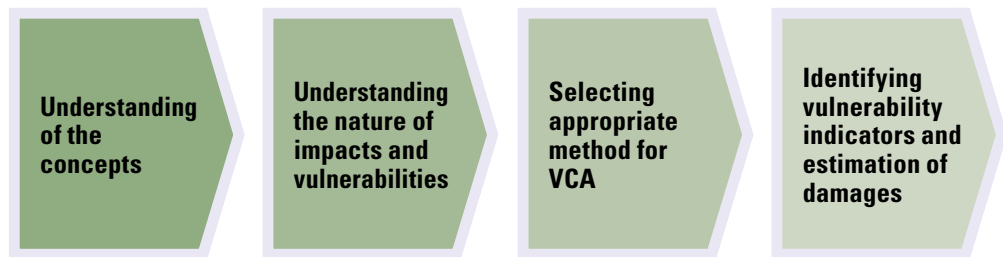 Understanding
of the
concepts
Understanding
the nature of
impacts and
vulnerabilities
Selecting
appropriate
method for
VCA
Identifying
vulnerability
indicators and
estimation of
damages